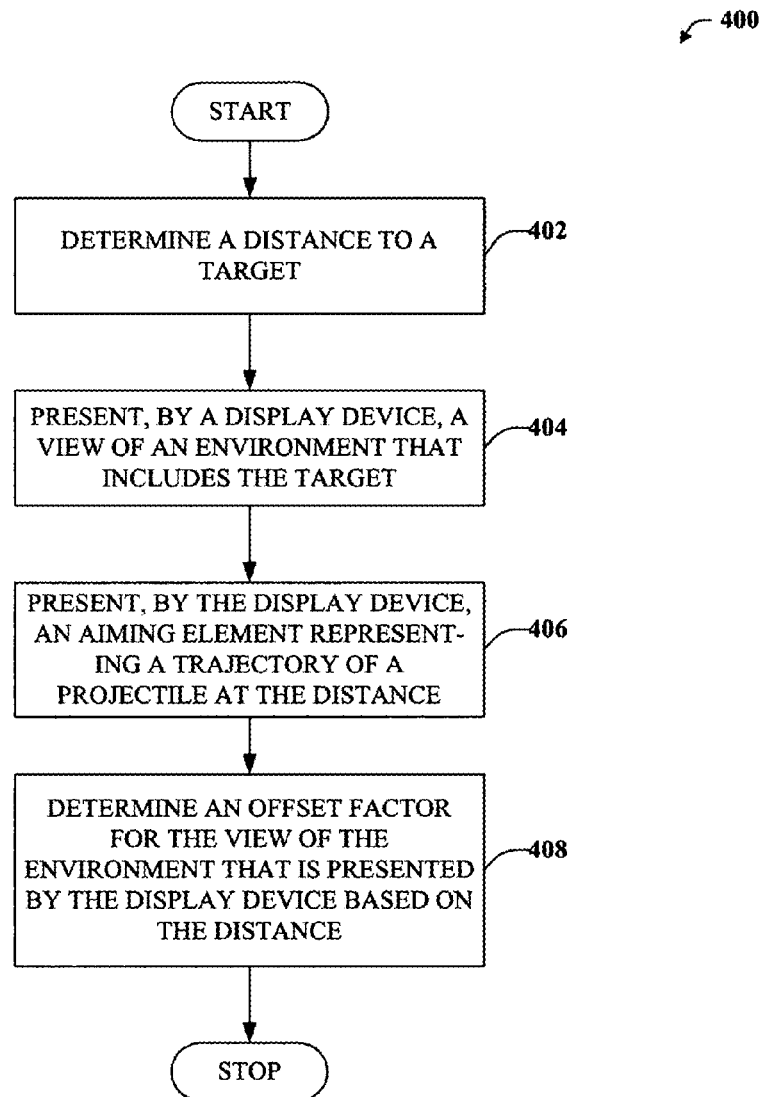 400
START
DETERMINE A DISTANCE TO A
TARGET
402
PRESENT, BY A DISPLAY DEVICE, A
VIEW OF AN ENVIRONMENT THAT
INCLUDES THE TARGET
404
PRESENT, BY THE DISPLAY DEVICE,
AN AIMING ELEMENT REPRESENT-
ING A TRAJECTORY OF A
PROJECTILE AT THE DISTANCE
406
DETERMINE AN OFFSET FACTOR
FOR THE VIEW OF THE
ENVIRONMENT THAT IS PRESENTED
BY THE DISPLAY DEVICE BASED ON
THE DISTANCE
408
STOP